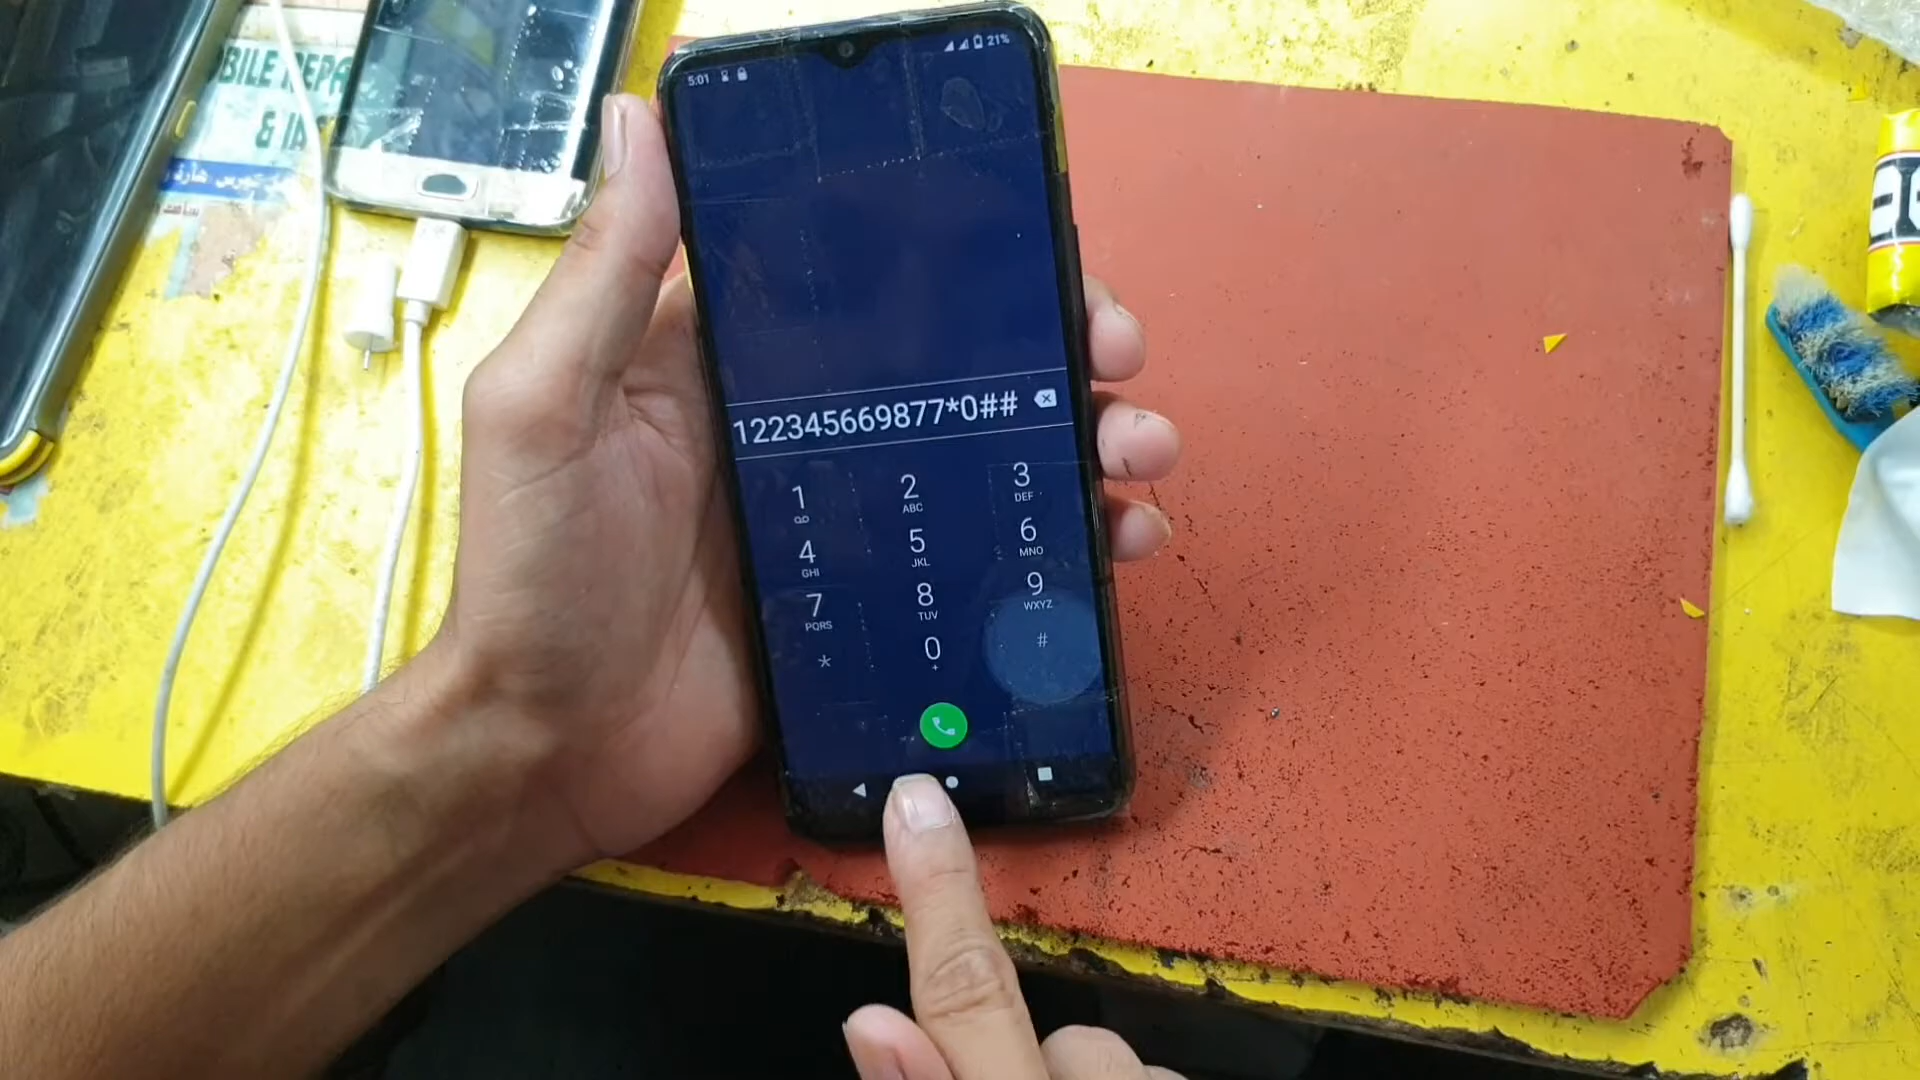 BILE REPA
&
5:01 21%
122345669877*0##
1 2 3
ABC DEF
4 5 6
GHI JKL MNO
7 8 9
PQRS TUV WXYZ
* 0 #
+